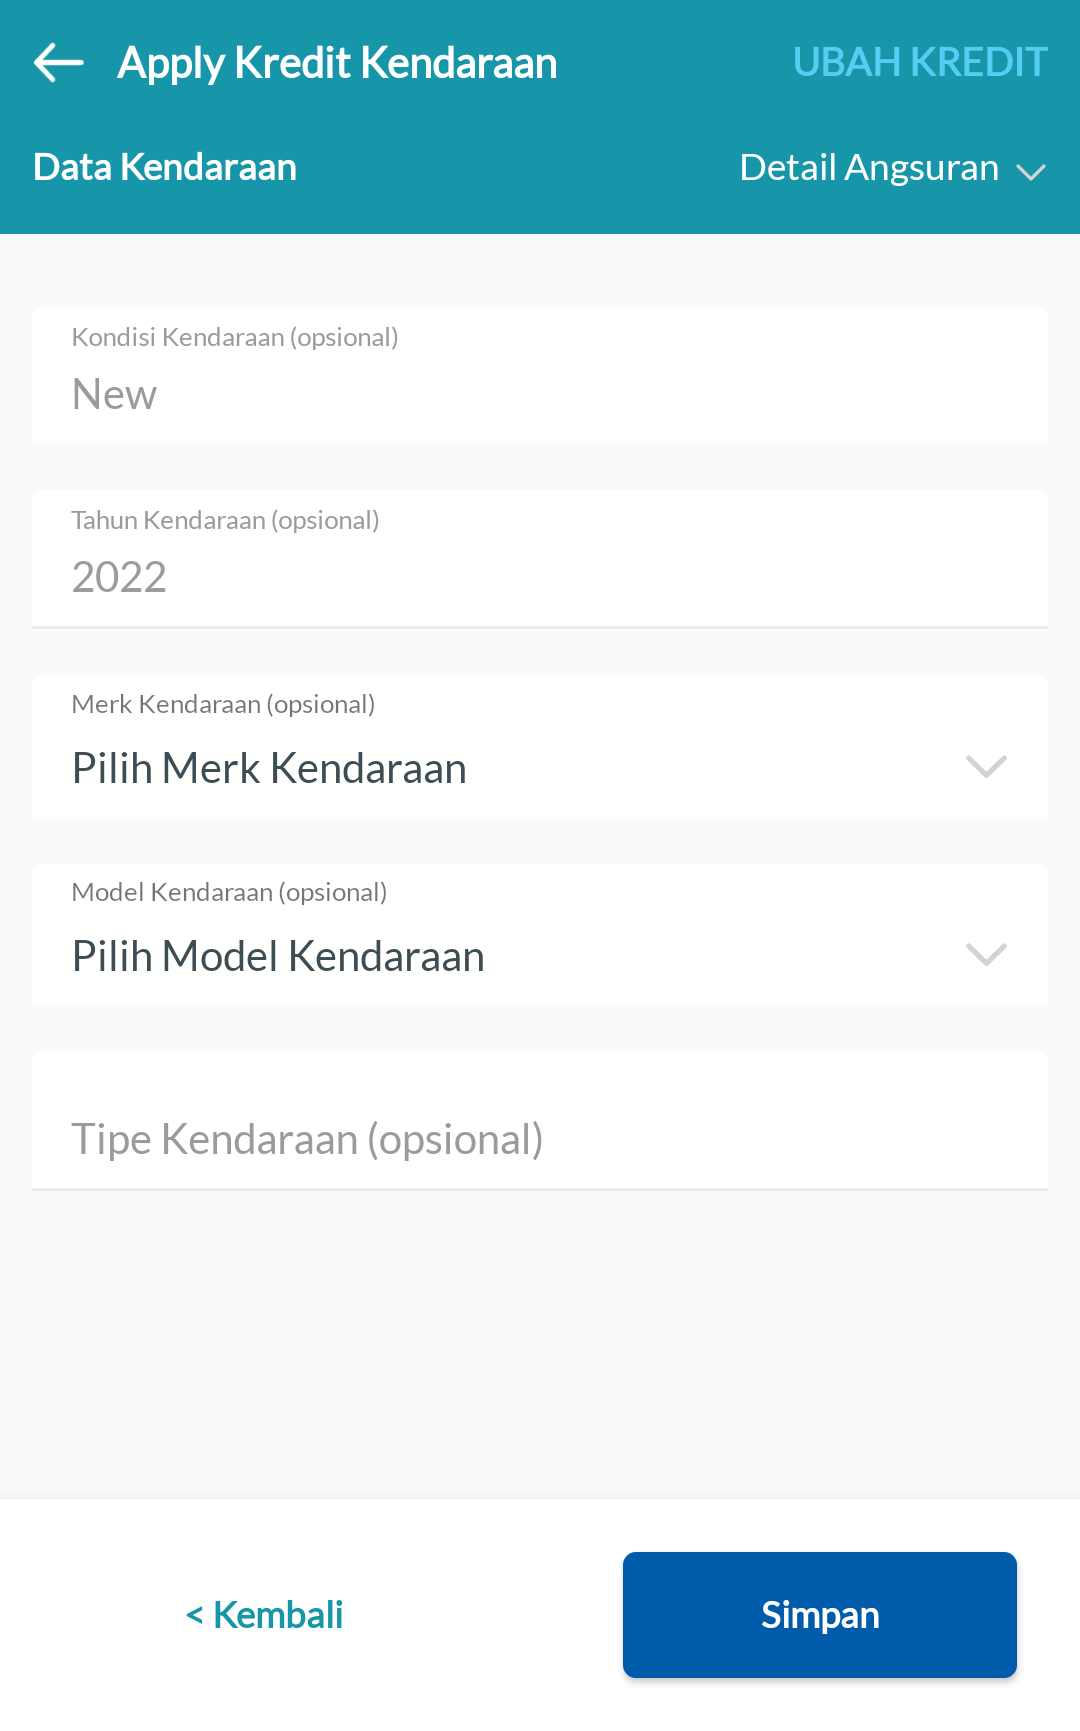 Apply Kredit Kendaraan
UBAH KREDIT
Data Kendaraan
Detail Angsuran
Kondisi Kendaraan (opsional)
New
Tahun Kendaraan (opsional)
2022
Merk Kendaraan (opsional)
Pilih Merk Kendaraan
Model Kendaraan (opsional)
Pilih Model Kendaraan
Tipe Kendaraan (opsional)
< Kembali
Simpan